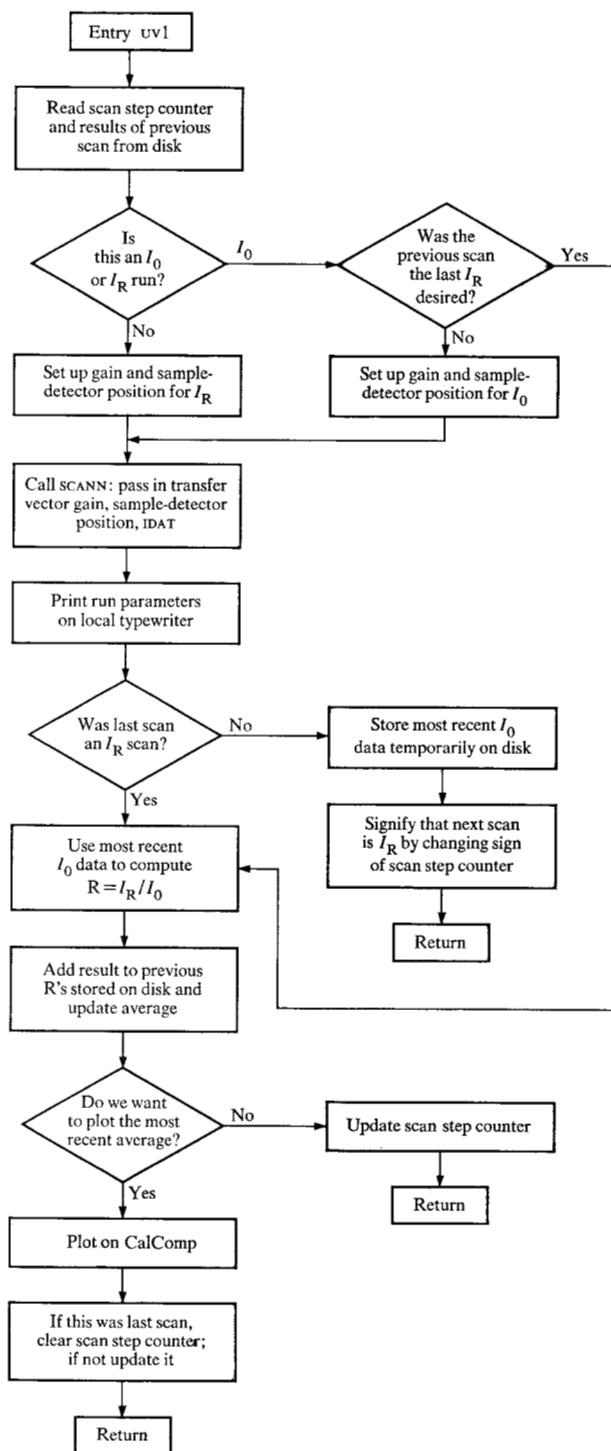 Entry UV1
Read scan step counter
and results of previous
scan from disk
Is
this an I0
or IR run?
I0
Was the
previous scan
the last IR
desired?
Yes
No
No
Set up gain and sample-
detector position for IR
Set up gain and sample-
detector position for I0
Call SCANN: pass in transfer
vector gain, sample-detector
position, IDAT
Print run parameters
on local typewriter
Was last scan
an IR scan?
No
Store most recent I0
data temporarily on disk
Yes
Signify that next scan
is IR by changing sign
of scan step counter
Use most recent
I0 data to compute
R=IR/I0
Return
Add result to previous
R's stored on disk and
update average
Do we want
to plot the most
recent average?
No
Update scan step counter
Yes
Return
Plot on CalComp
If this was last scan,
clear scan step counter;
if not update it
Return